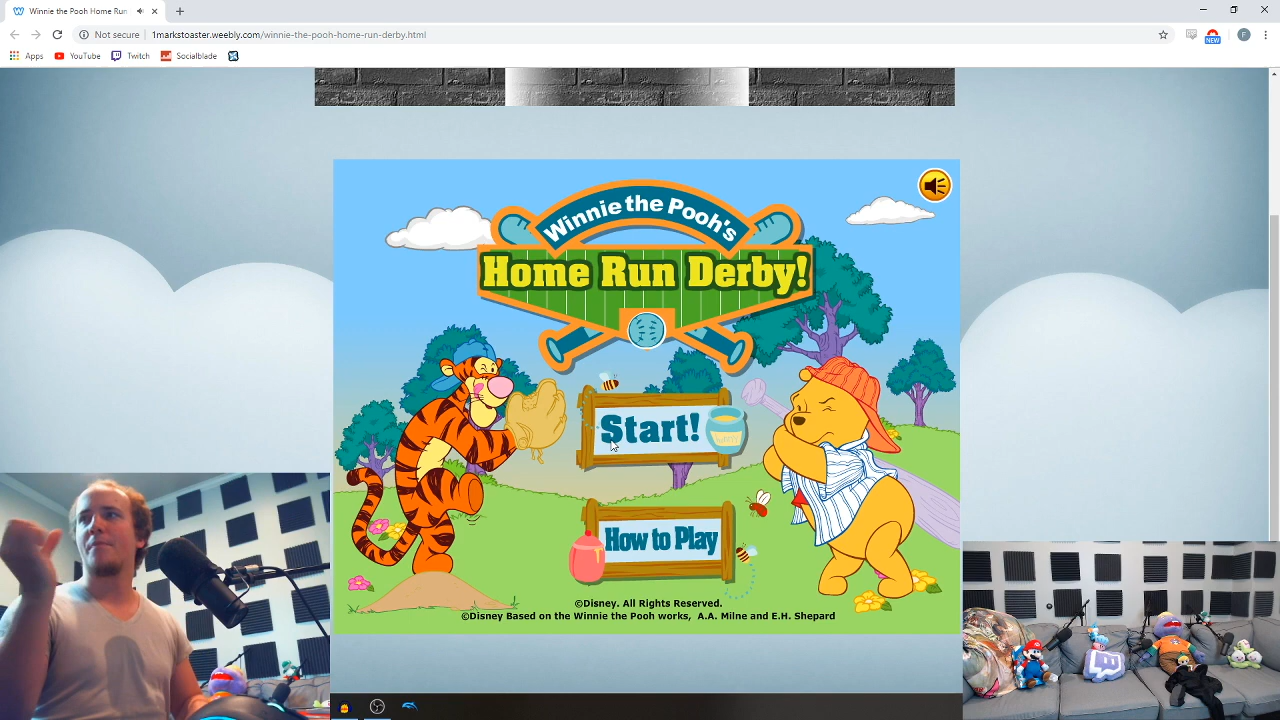 Winnie the Pooh Home Run
Not secure
1markstoaster.weebly.com/winnie-the-pooh-home-run-derby.html
NEW
F
Apps
YouTube
Twitch
Socialblade
Winnie the Pooh's
Home Run Derby!
Start!
How to Play
©Disney. All Rights Reserved.
©Disney Based on the Winnie the Pooh works, A.A. Milne and E.H. Shepard